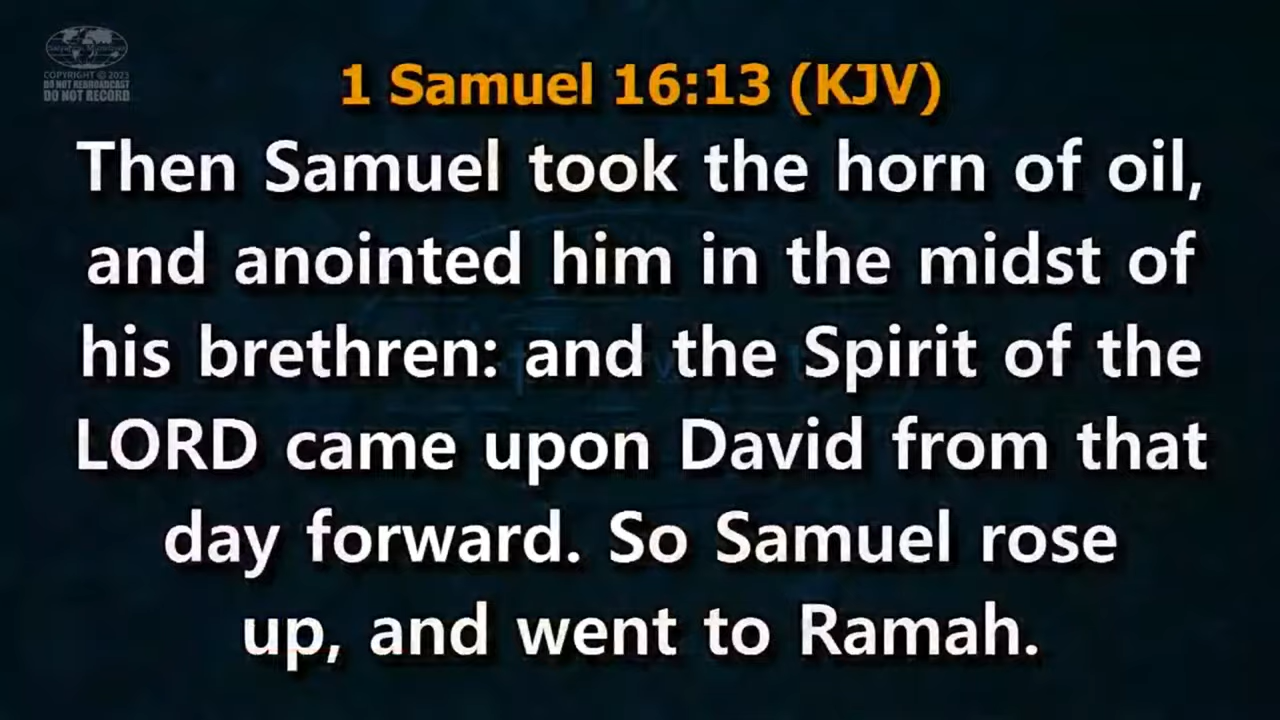 COPYRIGHT © 2023
DO NOT REBROADCAST
DO NOT RECORD
1 Samuel 16:13 (KJV)
Then Samuel took the horn of oil,
and anointed him in the midst of
his brethren: and the Spirit of the
LORD came upon David from that
day forward. So Samuel rose
up, and went to Ramah.